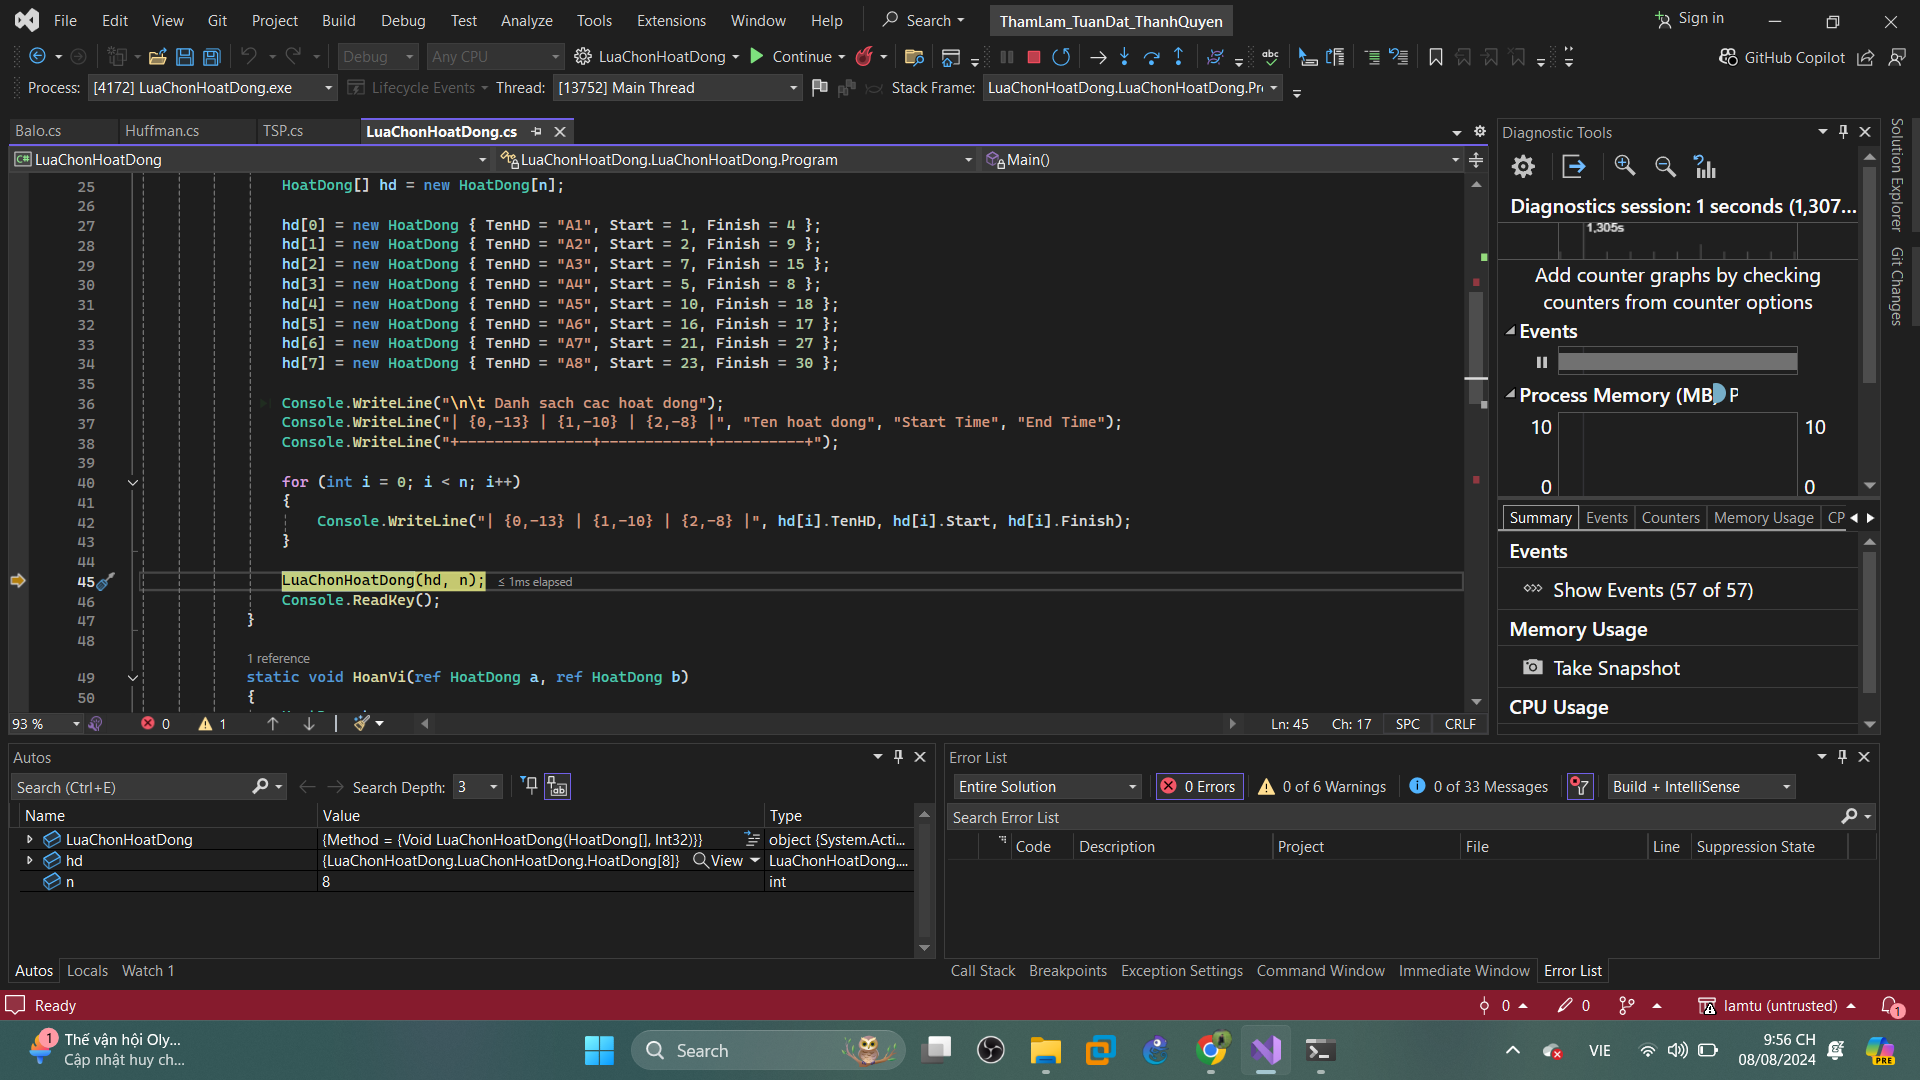 File Edit View Git Project Build Debug Test Analyze Tools Extensions Window Help Search ThamLam_TuanDat_ThanhQuyen Sign in
Debug Any CPU LuaChonHoatDong Continue GitHub Copilot
Process: [4172] LuaChonHoatDong.exe Lifecycle Events Thread: [13752] Main Thread Stack Frame: LuaChonHoatDong.LuaChonHoatDong.Pr
Balo.cs Huffman.cs TSP.cs LuaChonHoatDong.cs
LuaChonHoatDong LuaChonHoatDong.LuaChonHoatDong.Program Main()
25 HoatDong[] hd = new HoatDong[n];
26
27 hd[0] = new HoatDong { TenHD = "A1", Start = 1, Finish = 4 };
28 hd[1] = new HoatDong { TenHD = "A2", Start = 2, Finish = 9 };
29 hd[2] = new HoatDong { TenHD = "A3", Start = 7, Finish = 15 };
30 hd[3] = new HoatDong { TenHD = "A4", Start = 5, Finish = 8 };
31 hd[4] = new HoatDong { TenHD = "A5", Start = 10, Finish = 18 };
32 hd[5] = new HoatDong { TenHD = "A6", Start = 16, Finish = 17 };
33 hd[6] = new HoatDong { TenHD = "A7", Start = 21, Finish = 27 };
34 hd[7] = new HoatDong { TenHD = "A8", Start = 23, Finish = 30 };
35
36 Console.WriteLine("\n\t Danh sach cac hoat dong");
37 Console.WriteLine("| {0,-13} | {1,-10} | {2,-8} |", "Ten hoat dong", "Start Time", "End Time");
38 Console.WriteLine("+---------------+------------+----------+");
39
40 for (int i = 0; i < n; i++)
41 {
42 Console.WriteLine("| {0,-13} | {1,-10} | {2,-8} |", hd[i].TenHD, hd[i].Start, hd[i].Finish);
43 }
44
45 LuaChonHoatDong(hd, n); ≤ 1ms elapsed
46 Console.ReadKey();
47 }
48
1 reference
49 static void HoanVi(ref HoatDong a, ref HoatDong b)
50 {
93 % 0 1 Ln: 45 Ch: 17 SPC CRLF
Diagnostic Tools
Diagnostics session: 1 seconds (1,307...
1,305s
Add counter graphs by checking
counters from counter options
Events
Process Memory (MB) P
10 10
0 0
Summary Events Counters Memory Usage CP
Events
Show Events (57 of 57)
Memory Usage
Take Snapshot
CPU Usage
Solution Explorer
Git Changes
Autos
Search (Ctrl+E) Search Depth: 3
Name Value Type
LuaChonHoatDong {Method = {Void LuaChonHoatDong(HoatDong[], Int32)}} object {System.Acti...
hd {LuaChonHoatDong.LuaChonHoatDong.HoatDong[8]} View LuaChonHoatDong....
n 8 int
Autos Locals Watch 1
Error List
Entire Solution 0 Errors 0 of 6 Warnings 0 of 33 Messages Build + IntelliSense
Search Error List
Code Description Project File Line Suppression State
Call Stack Breakpoints Exception Settings Command Window Immediate Window Error List
Ready 0 0 lamtu (untrusted) 1
1 Thế vận hội Oly...
Cập nhật huy ch...
Search
VIE
9:56 CH
08/08/2024
PRE